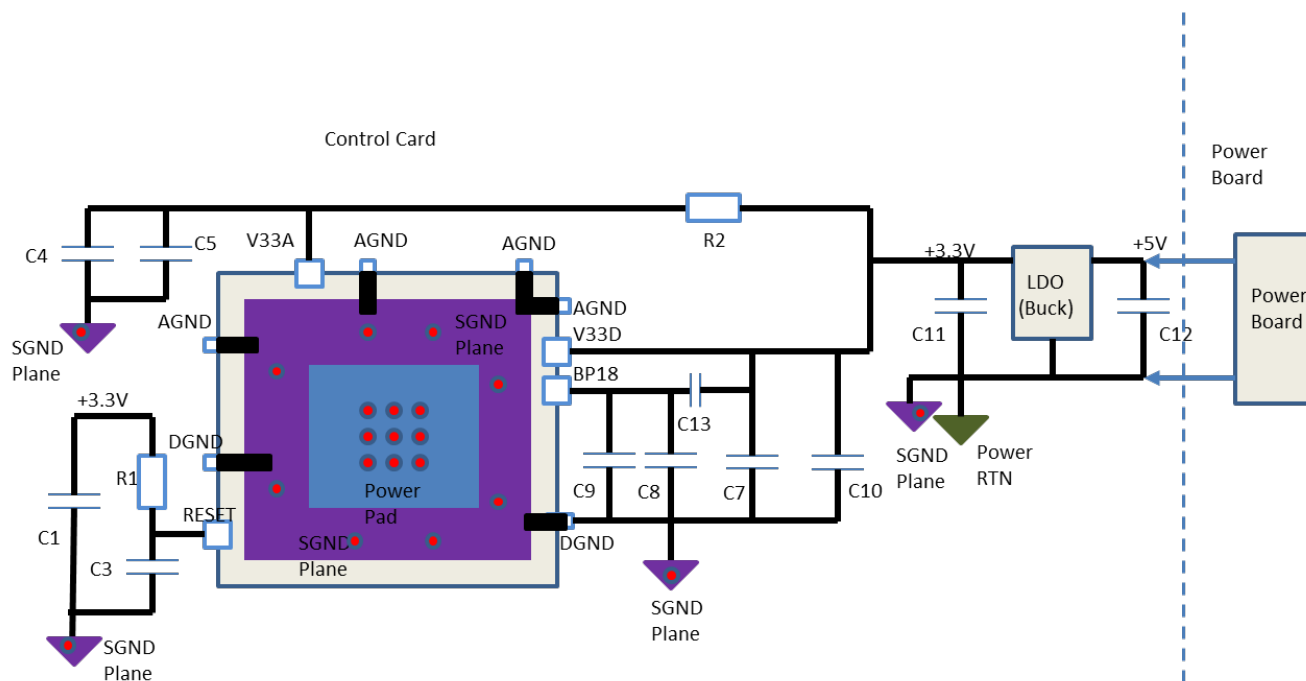 Control Card
Power
Board
R2
C4
C5
V33A
AGND
AGND
+3.3V
+5V
LDO
(Buck)
Power
Board
AGND
SGND
Plane
AGND
V33D
C11
C12
SGND
Plane
BP18
+3.3V
C13
DGND
SGND
Plane
Power
RTN
R1
Power
Pad
C9
C8
C7
C10
RESET
C1
C3
SGND
Plane
DGND
SGND
Plane
SGND
Plane